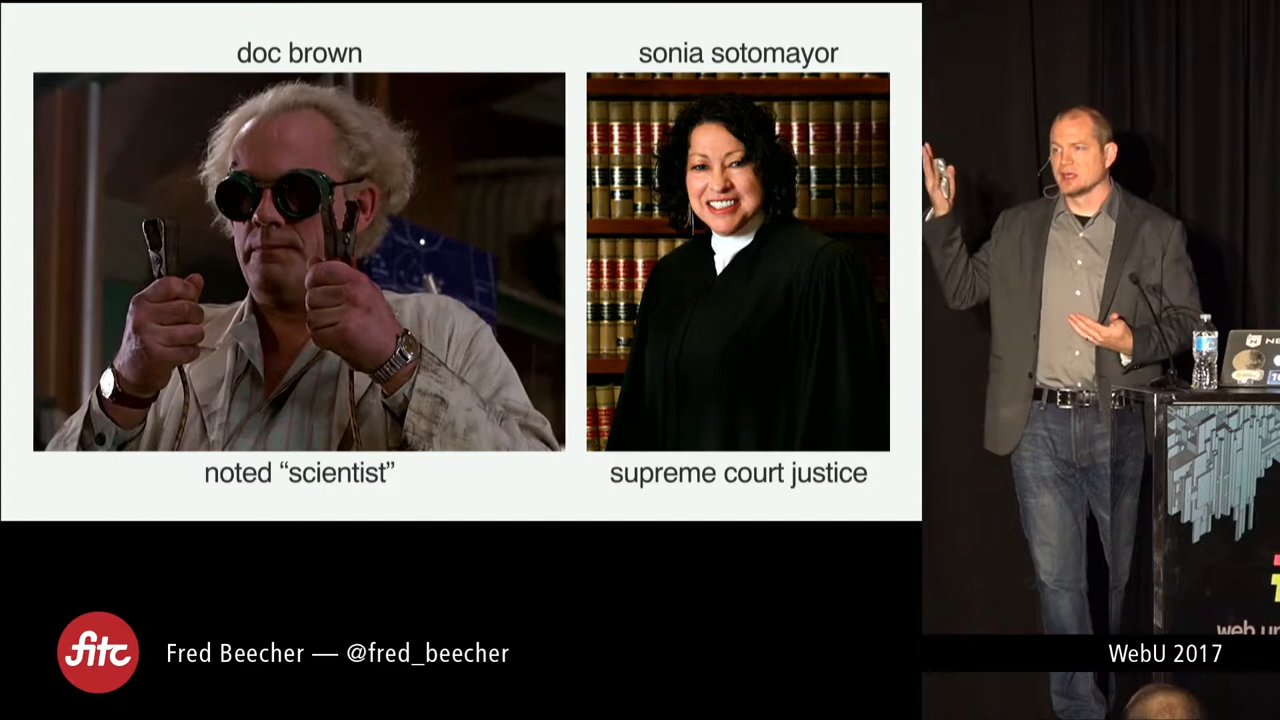 doc brown
sonia sotomayor
noted “scientist”
supreme court justice
fitc
Fred Beecher — @fred_beecher
WebU 2017